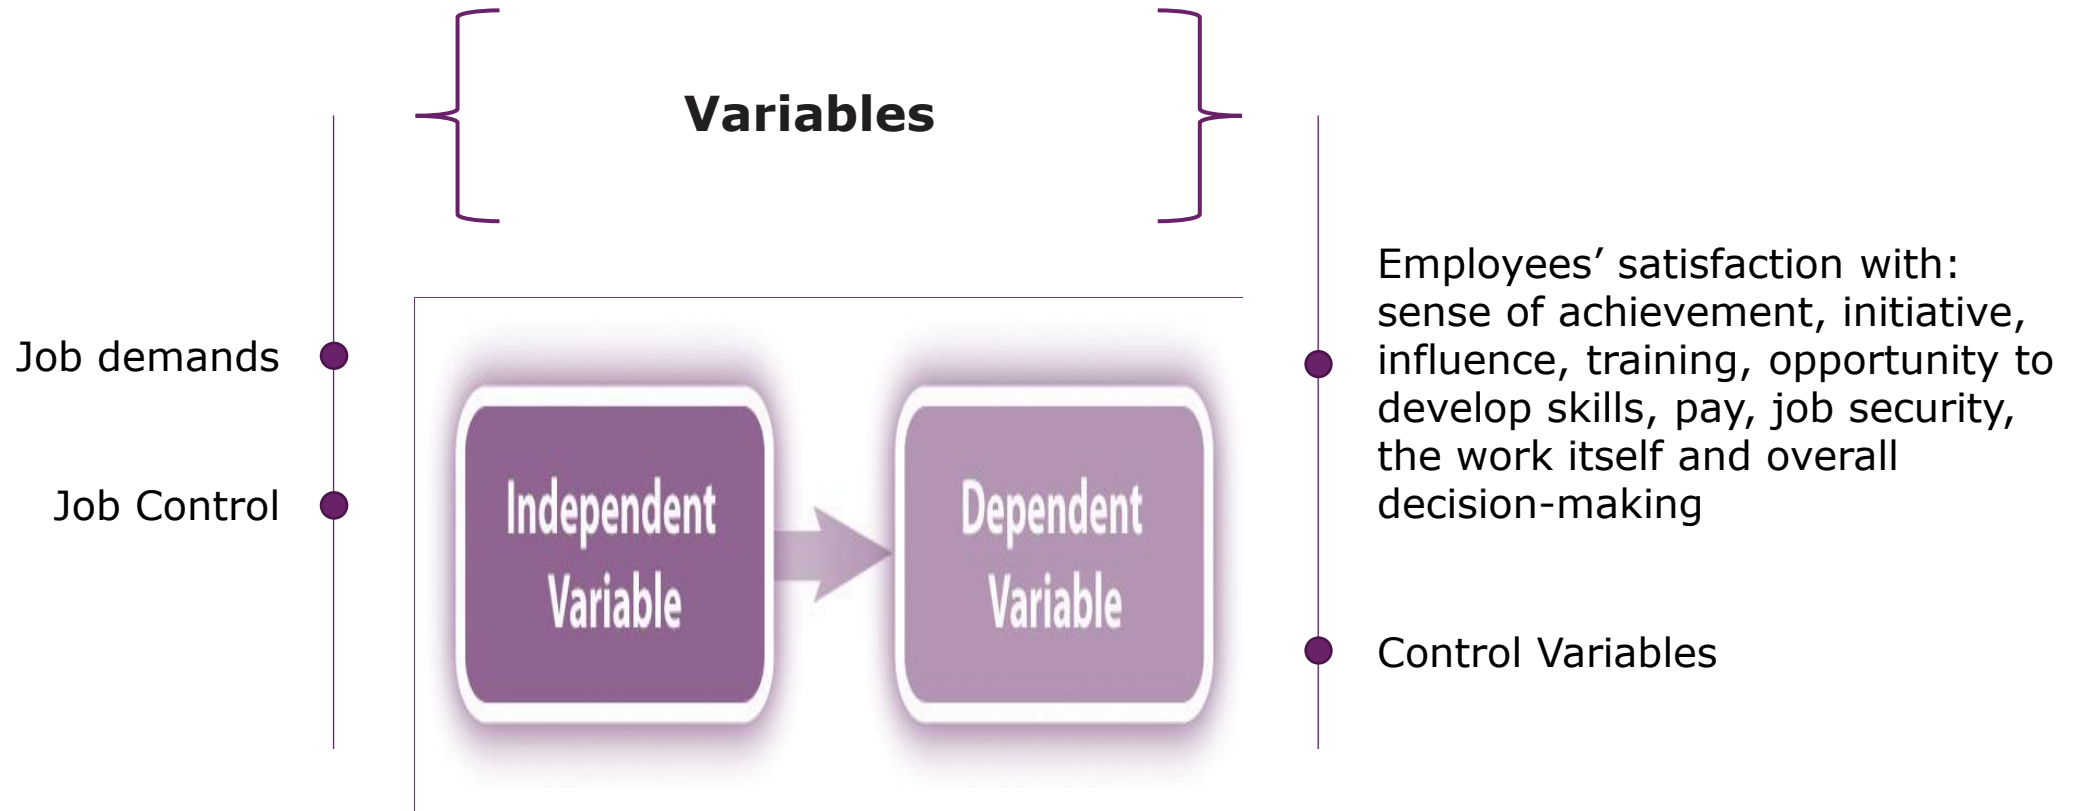 Variables
Job demands
Job Control
Independent
Variable
Dependent
Variable
Employees’ satisfaction with:
sense of achievement, initiative,
influence, training, opportunity to
develop skills, pay, job security,
the work itself and overall
decision-making
Control Variables